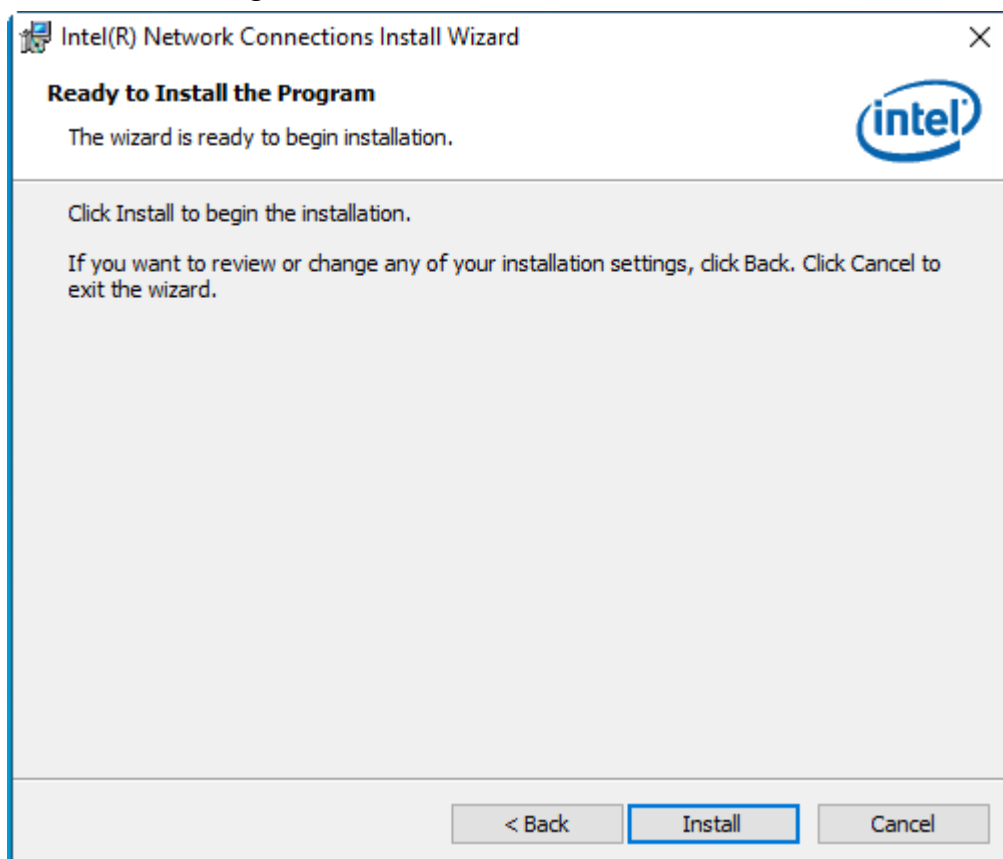 Intel(R) Network Connections Install Wizard
Ready to Install the Program
The wizard is ready to begin installation.
intel
Click Install to begin the installation.
If you want to review or change any of your installation settings, click Back. Click Cancel to
exit the wizard.
< Back
Install
Cancel